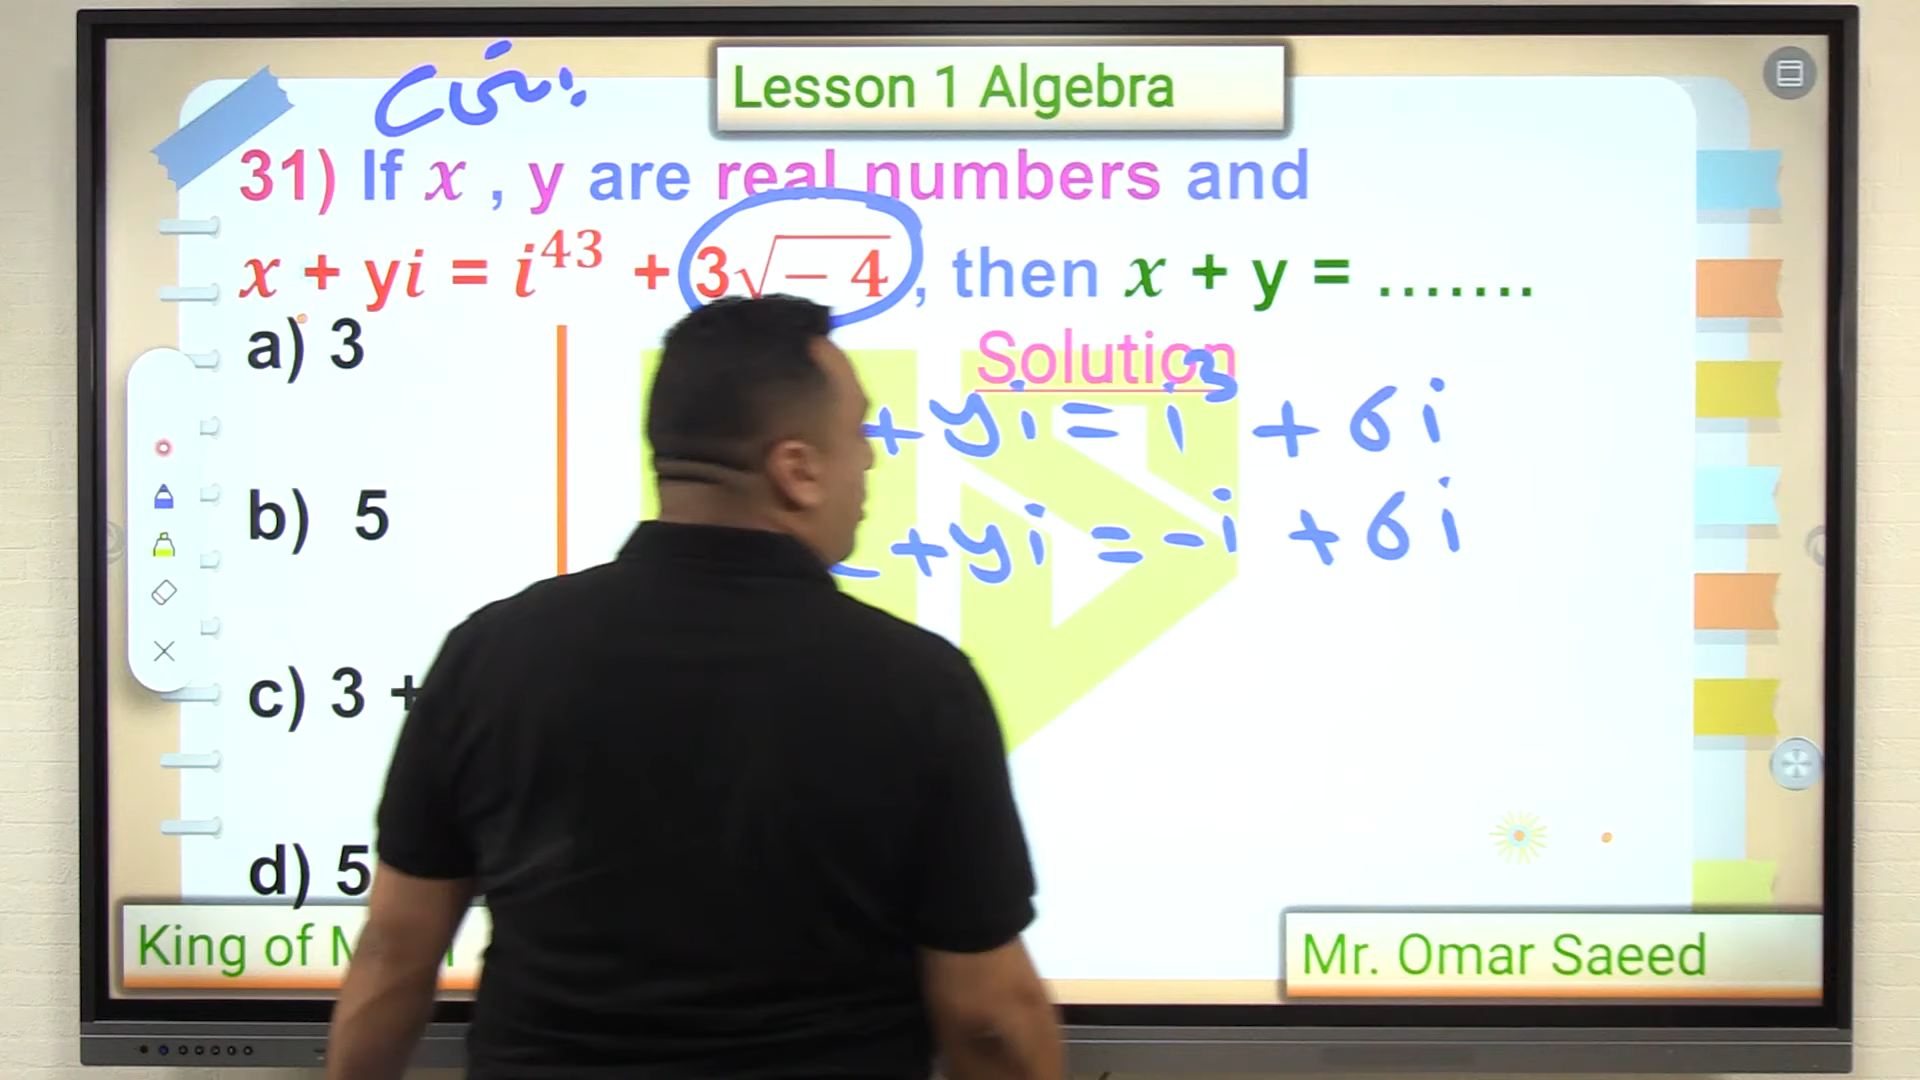 Lesson 1 Algebra
31) If x , y are real numbers and
x + yi = i⁴³ + 3√−4 , then x + y = .......
Solution
a) 3
+ yi = i³ + 6i
b) 5
+ yi = -i + 6i
c) 3 +
d) 5
King of
Mr. Omar Saeed